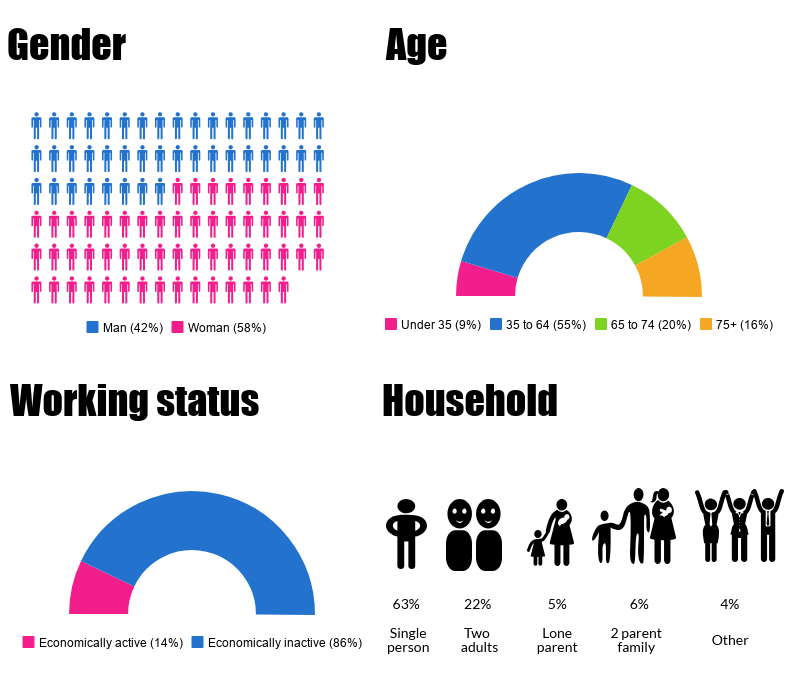 Gender
Man (42%)
Woman (58%)
Age
Under 35 (9%)
35 to 64 (55%)
65 to 74 (20%)
75+ (16%)
Working status
Economically active (14%)
Economically inactive (86%)
Household
63%
Single
person
22%
Two
adults
5%
Lone
parent
6%
2 parent
family
4%
Other